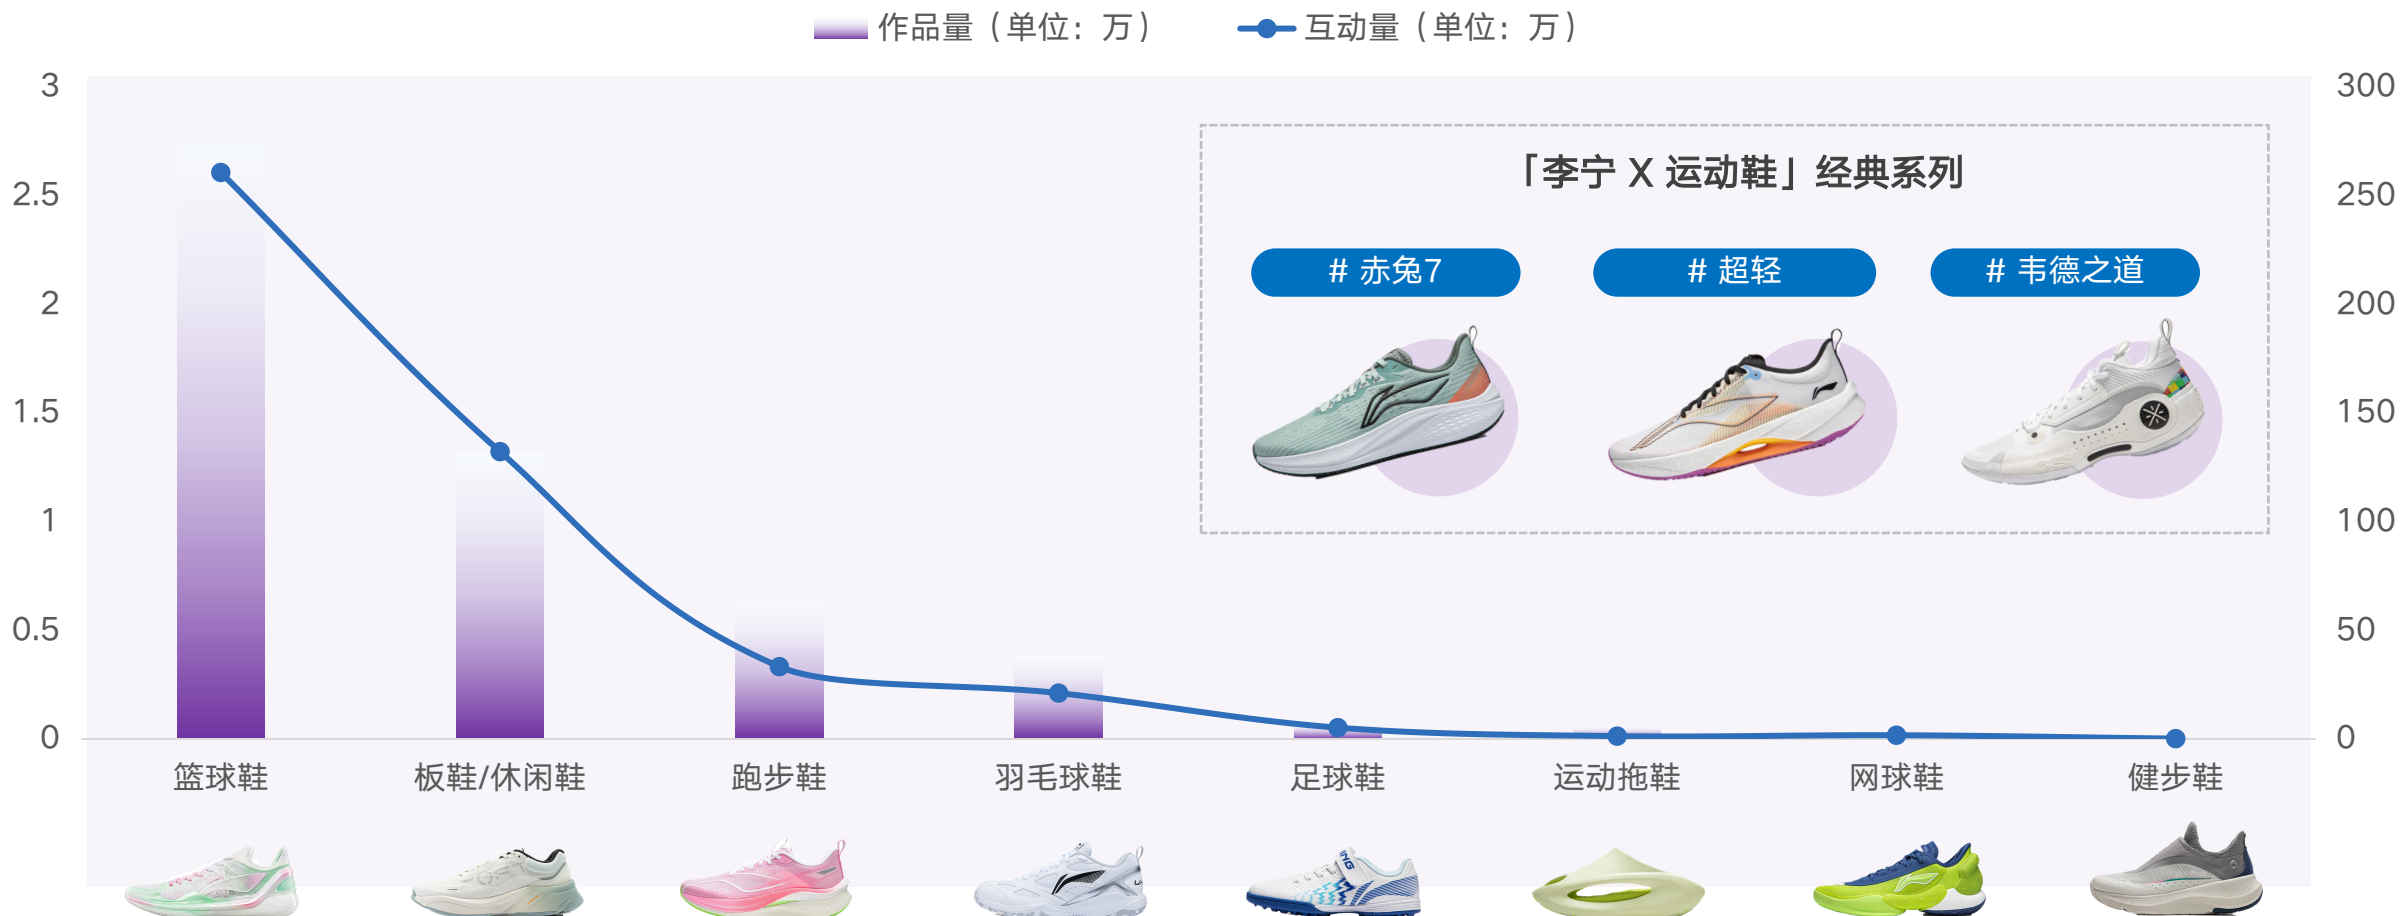 作品量（单位：万） 互动量（单位：万）
3 300
2.5 250
2 200
1.5 150
1 100
0.5 50
0 0
「李宁 X 运动鞋」经典系列
# 赤兔7 # 超轻 # 韦德之道
篮球鞋 板鞋/休闲鞋 跑步鞋 羽毛球鞋 足球鞋 运动拖鞋 网球鞋 健步鞋